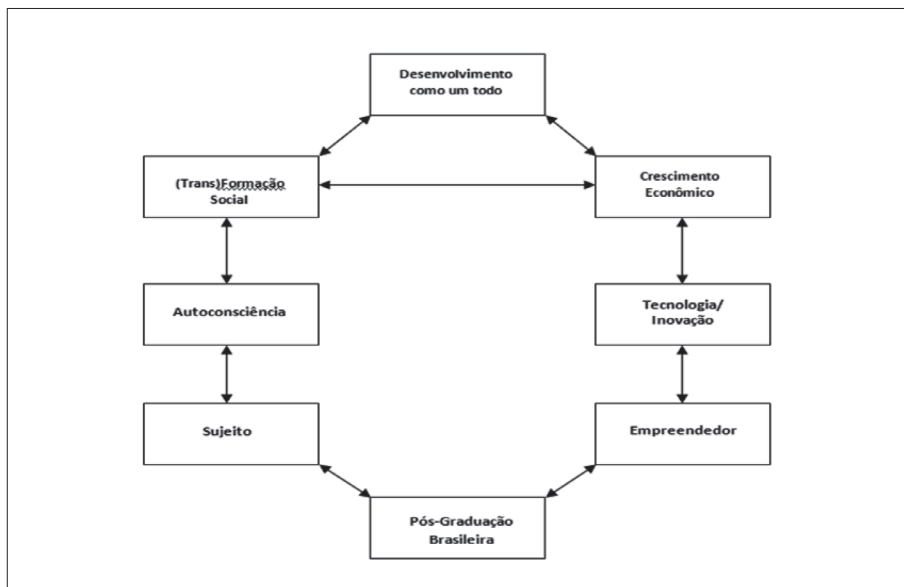 Desenvolvimento
como um todo
(Trans)Formação
Social
Crescimento
Econômico
Autoconsciência
Tecnologia/
Inovação
Sujeito
Empreendedor
Pós-Graduação
Brasileira